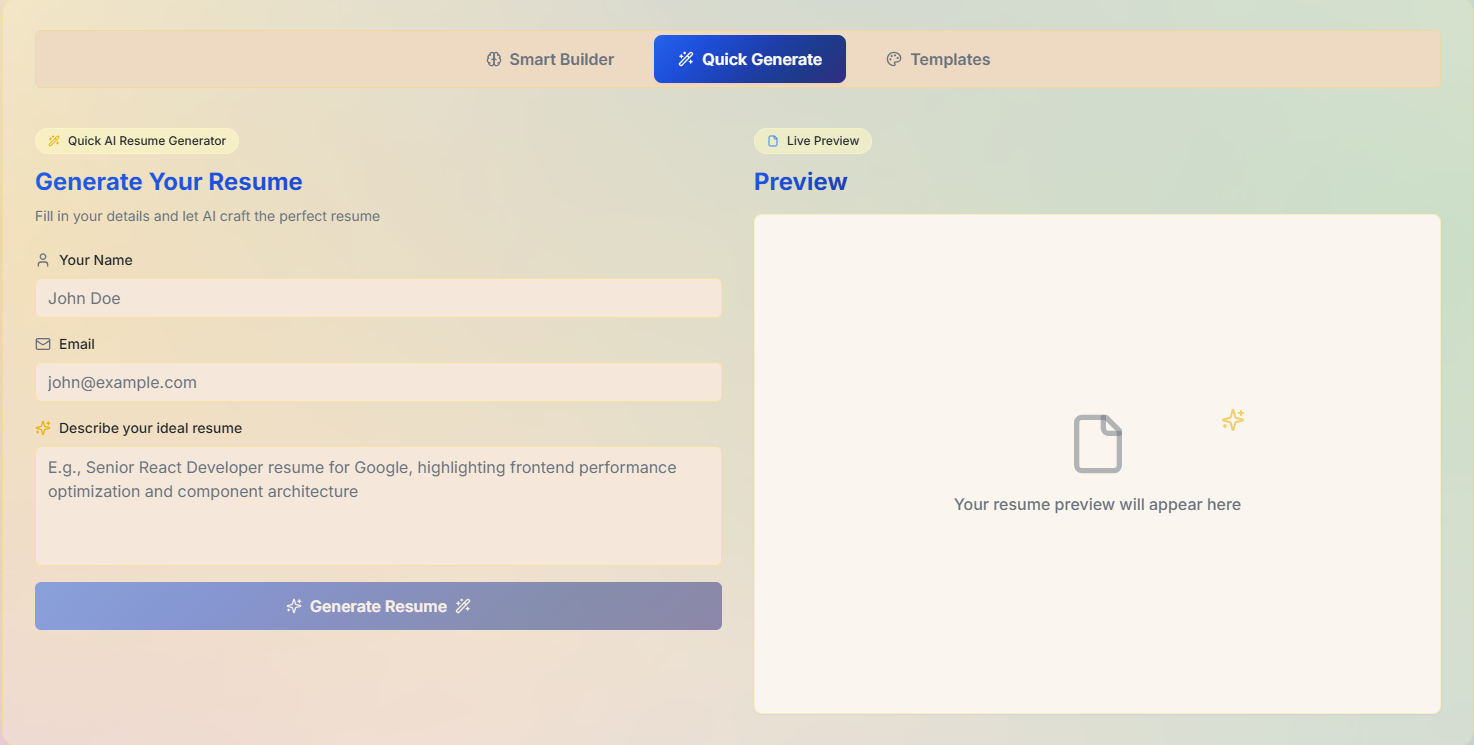 Smart Builder
Quick Generate
Templates
Quick AI Resume Generator
Generate Your Resume
Fill in your details and let AI craft the perfect resume
Your Name
John Doe
Email
john@example.com
Describe your ideal resume
E.g., Senior React Developer resume for Google, highlighting frontend performance
optimization and component architecture
Generate Resume
Live Preview
Preview
Your resume preview will appear here